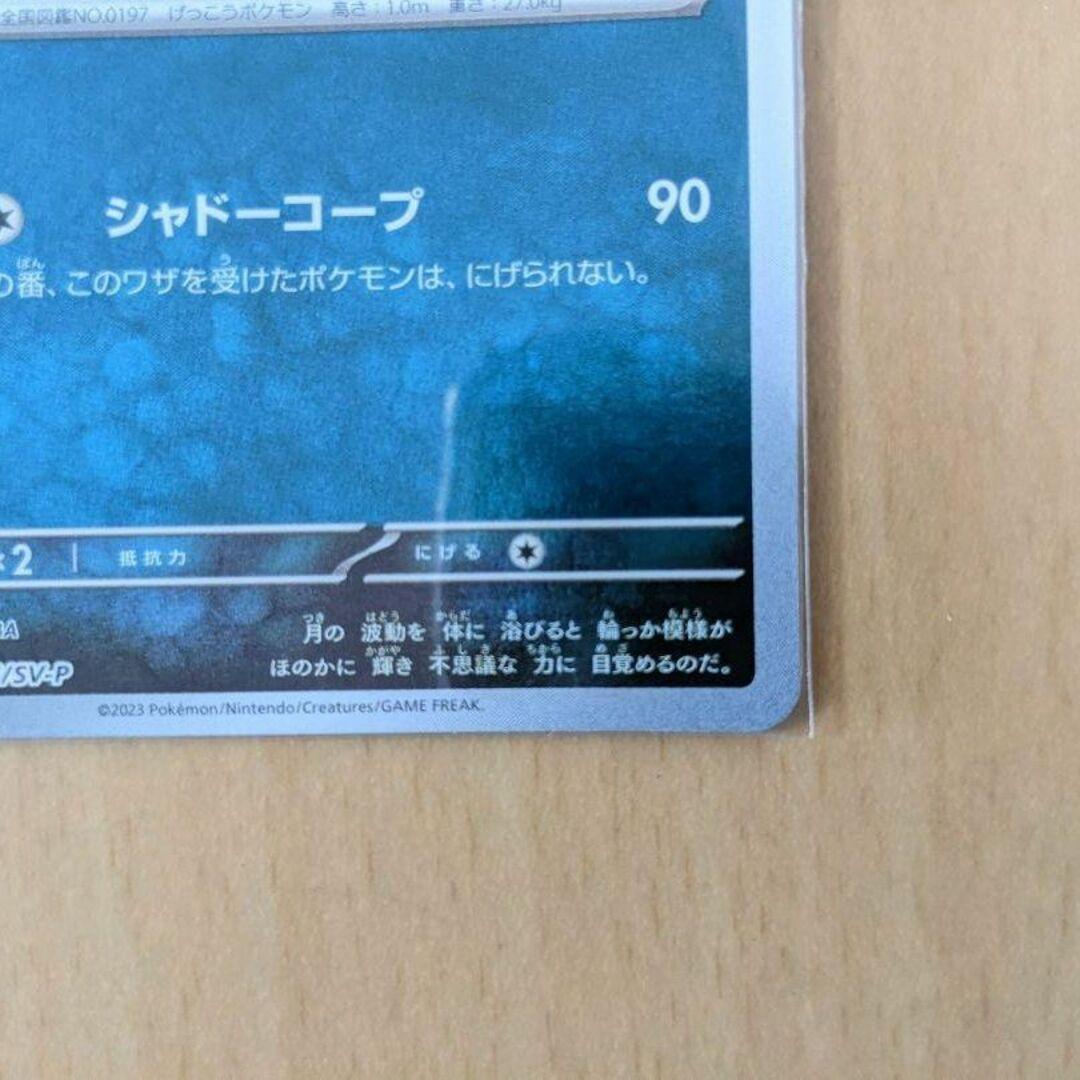 全国図鑑NO.0197 げっこうポケモン 高さ:1.0m 重さ:27.0kg
シャドーコープ 90
の番、このワザを受けたポケモンは、にげられない。
×2 抵抗力 にげる
月の 波動を 体に 浴びると 輪っか模様が
/SV-P ほのかに 輝き 不思議な 力に 目覚めるのだ。
©2023 Pokémon/Nintendo/Creatures/GAME FREAK.